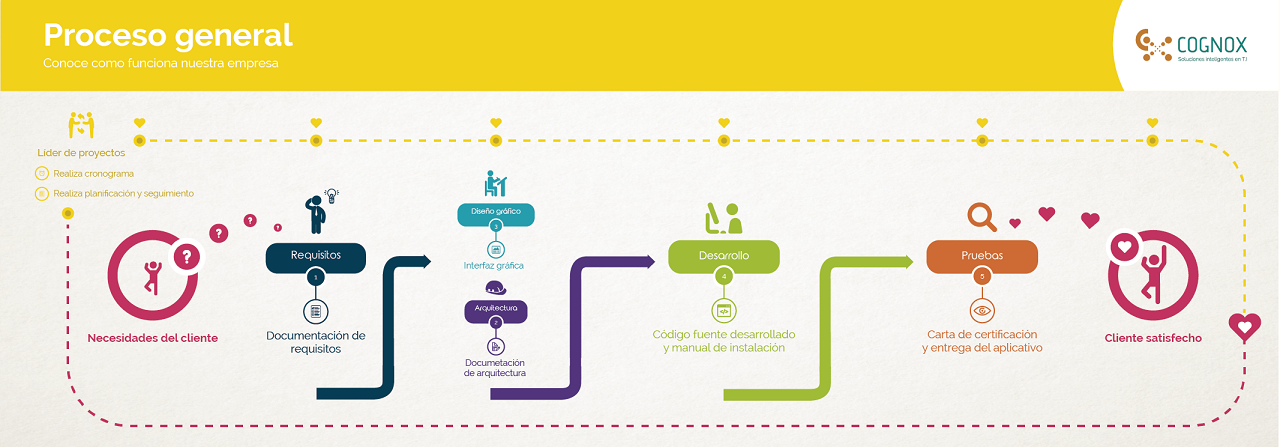 Proceso general
Conoce como funciona nuestra empresa
COGNOX
Soluciones inteligentes en T.I
Líder de proyectos
Realiza cronograma
Realiza planificación y seguimiento
?
?
?
?
Necesidades del cliente
Requisitos
1
Documentación de
requisitos
Diseño gráfico
3
Interfaz gráfica
Arquitectura
2
Documetación
de arquitectura
Desarrollo
4
</>
Código fuente desarrollado
y manual de instalación
Pruebas
5
Carta de certificación
y entrega del aplicativo
Cliente satisfecho